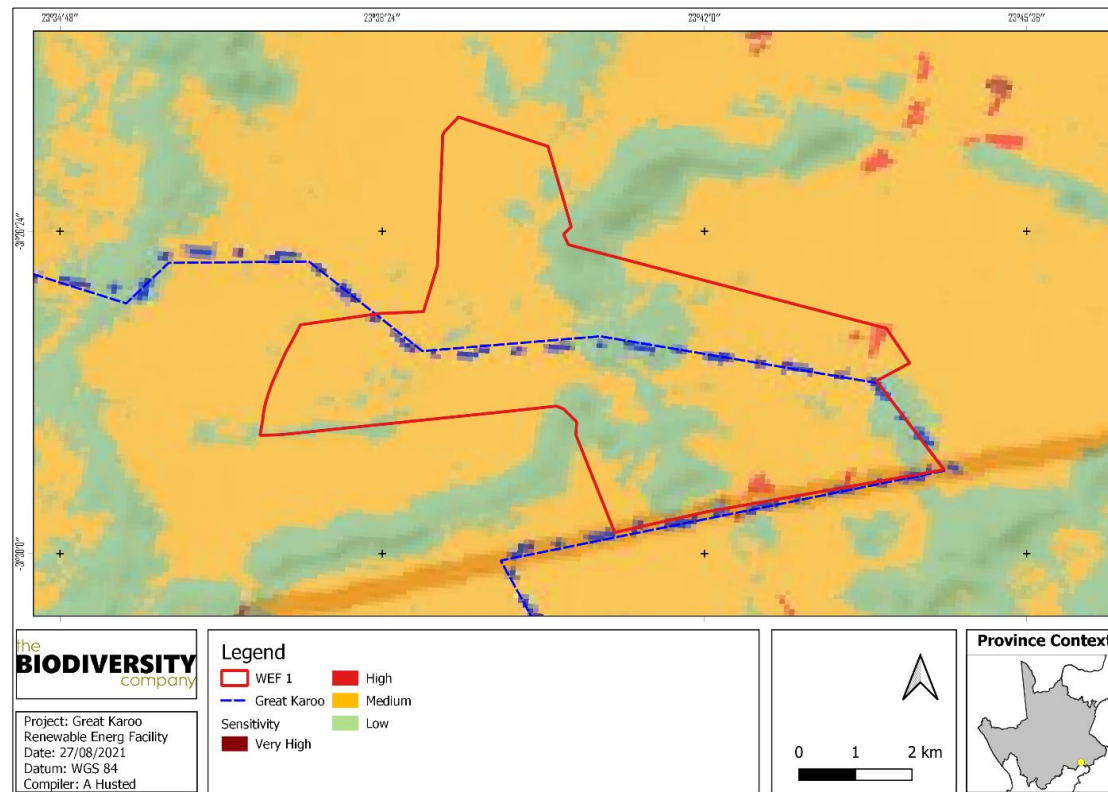 23°34'48" 23°38'24" 23°42'0" 23°45'36"
the
BIODIVERSITY
company
Project: Great Karoo
Renewable Energ Facility
Date: 27/08/2021
Datum: WGS 84
Compiler: A Husted
Legend
WEF 1
Great Karoo
Sensitivity
Very High
High
Medium
Low
0 1 2 km
Province Context